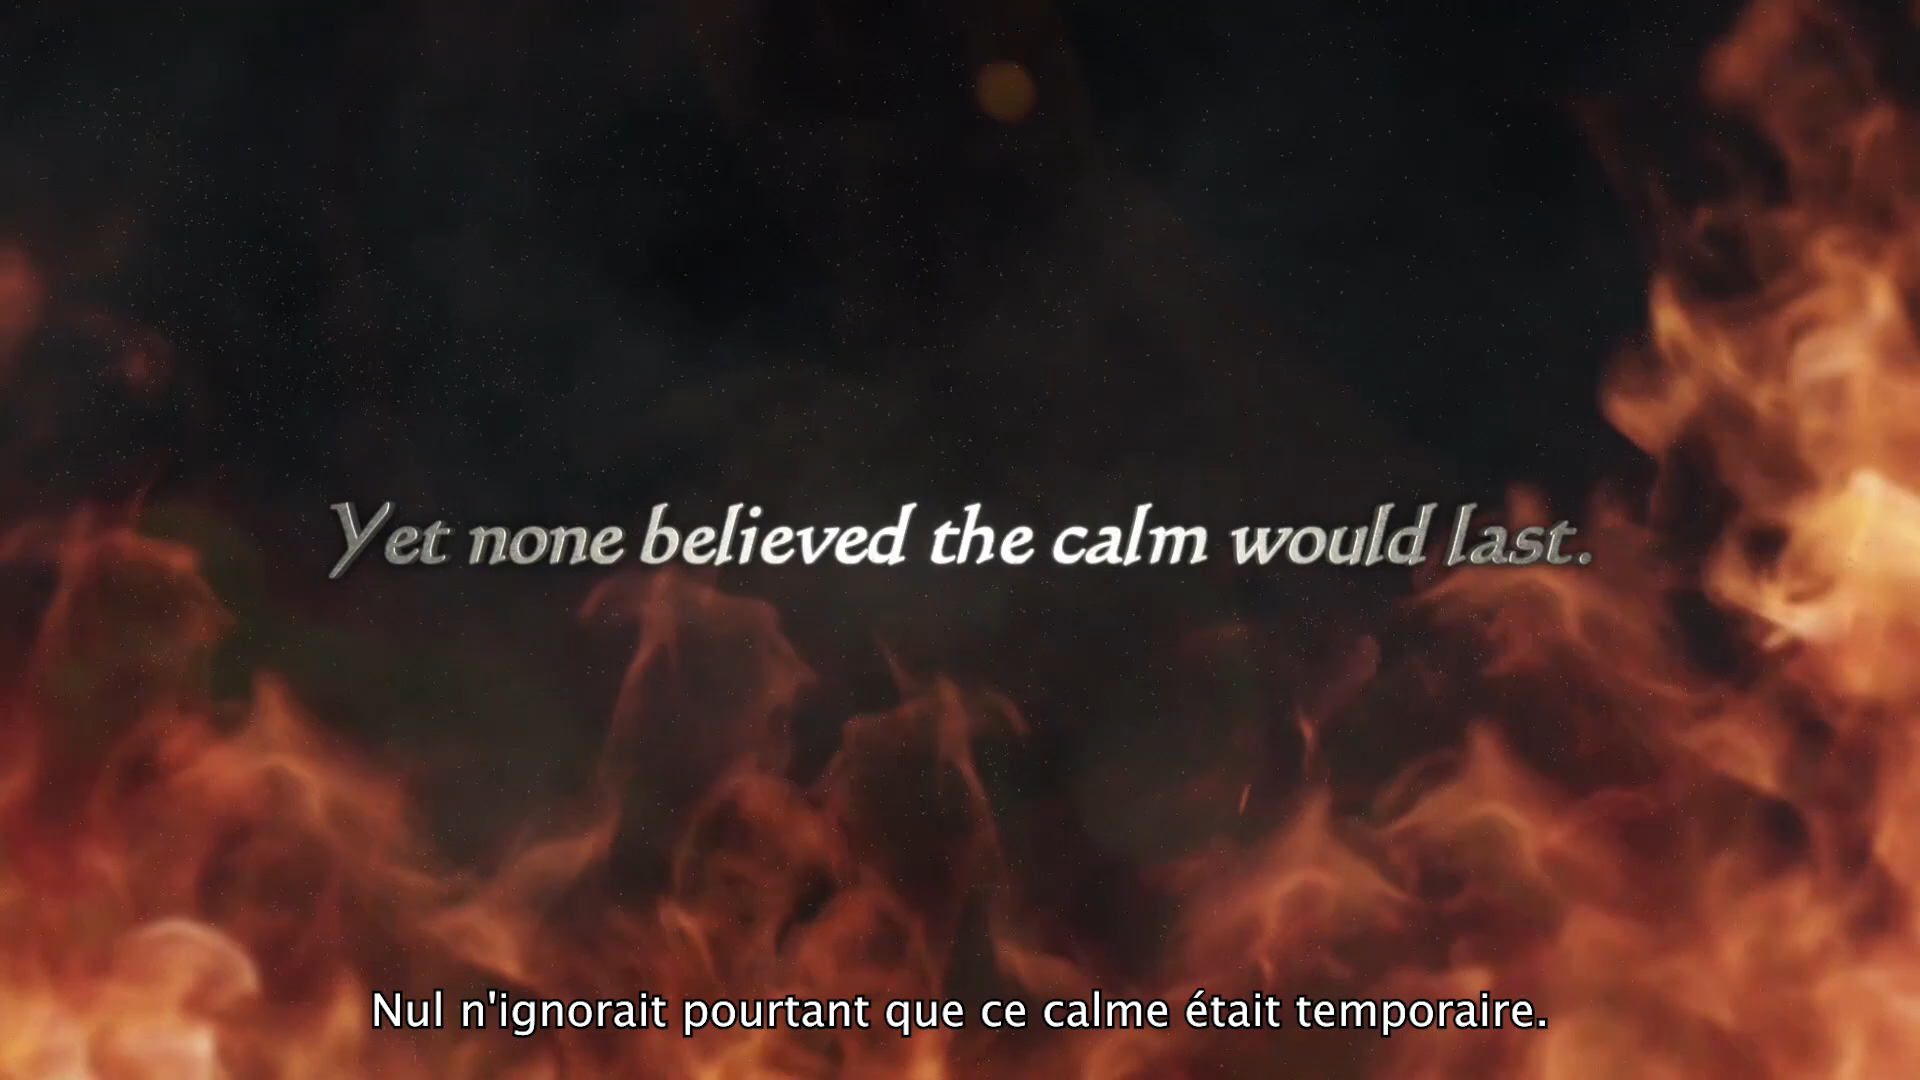 Yet none believed the calm would last.
Nul n'ignorait pourtant que ce calme était temporaire.